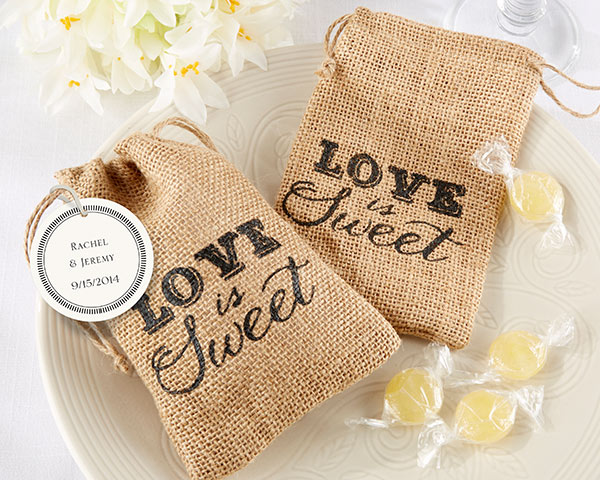 LOVE
is
Sweet
RACHEL
& JEREMY
9/15/2014
LOVE
is
Sweet